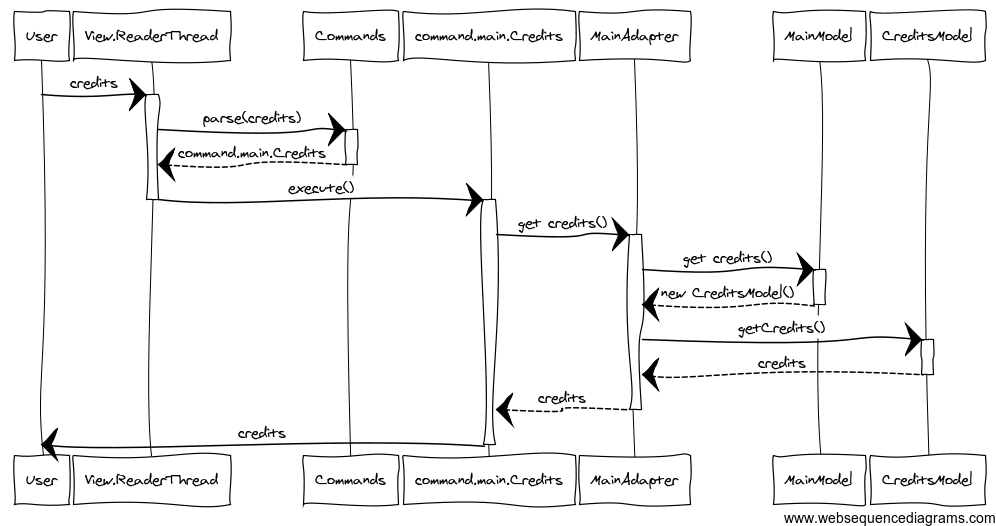 User
View.ReaderThread
Commands
command.main.Credits
MainAdapter
MainModel
CreditsModel
credits
parse(credits)
command.main.Credits
execute()
get credits()
get credits()
new CreditsModel()
getCredits()
credits
credits
credits
User
View.ReaderThread
Commands
command.main.Credits
MainAdapter
MainModel
CreditsModel
www.websequencediagrams.com